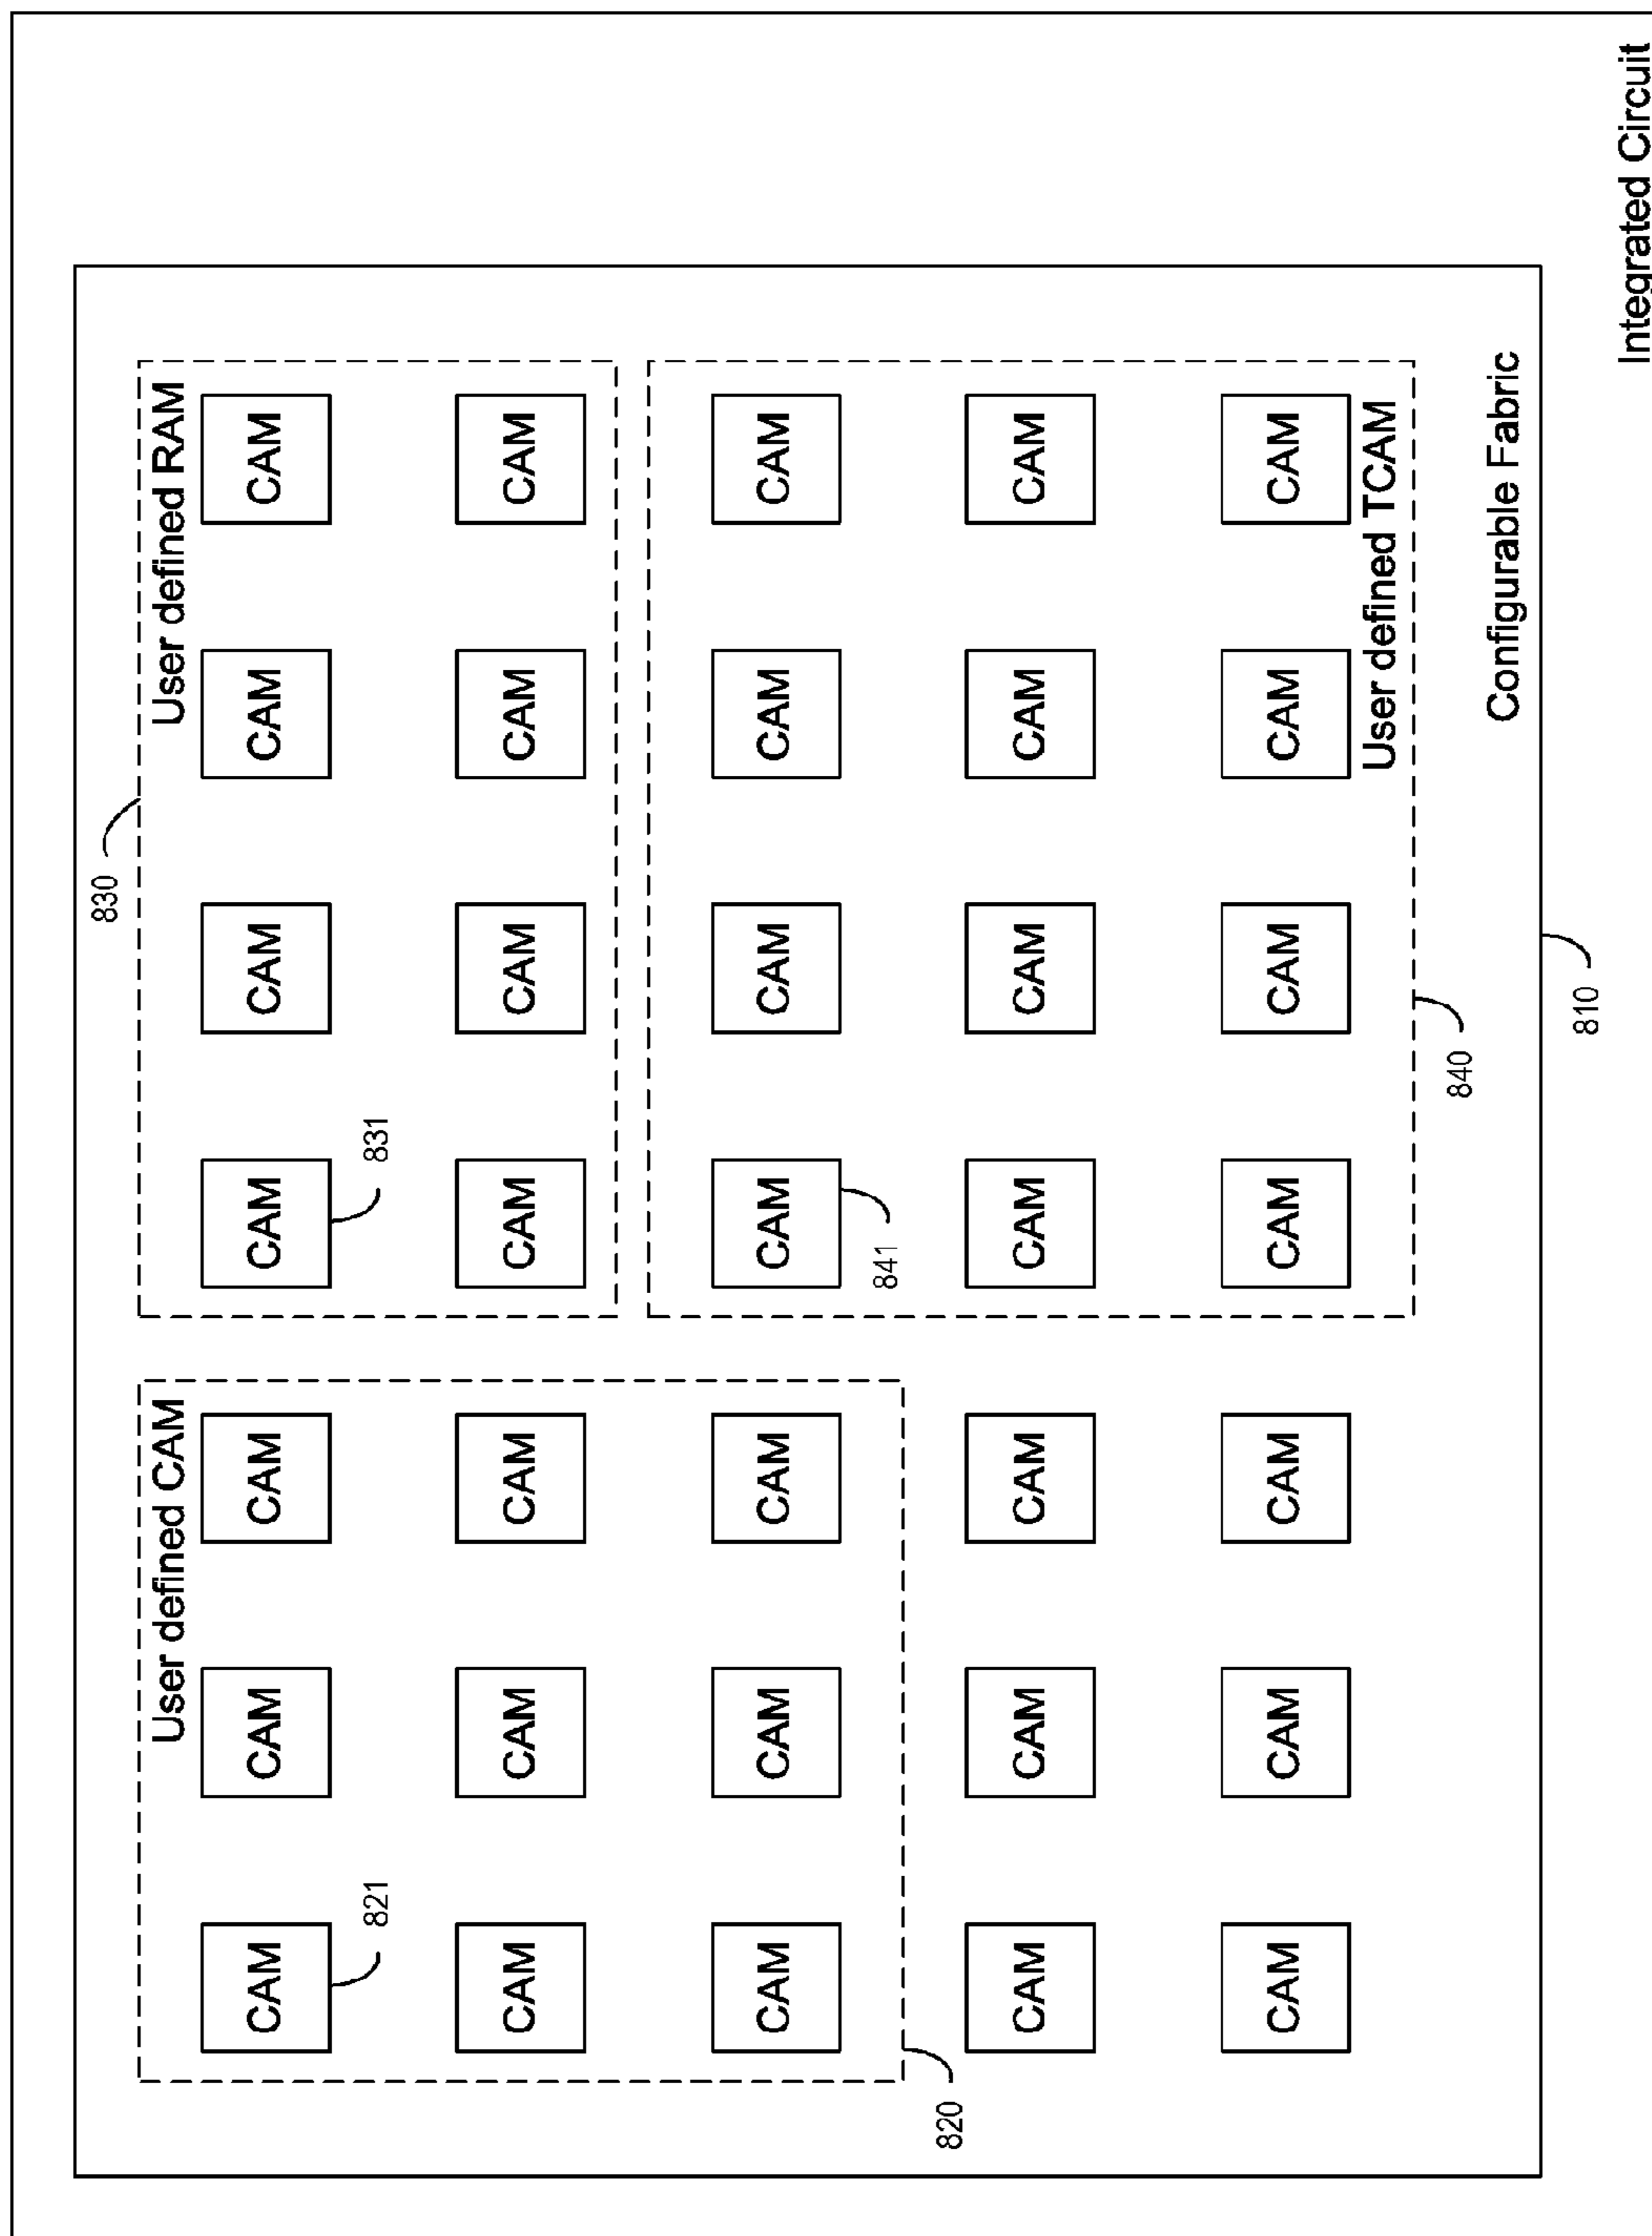 830
User defined CAM
User defined RAM
CAM
CAM
CAM
CAM
CAM
CAM
CAM
821
831
CAM
CAM
CAM
CAM
CAM
CAM
CAM
CAM
CAM
CAM
CAM
CAM
CAM
CAM
841
820
CAM
CAM
CAM
CAM
CAM
CAM
CAM
CAM
CAM
CAM
CAM
CAM
CAM
CAM
User defined TCAM
840
Configurable Fabric
810
Integrated Circuit